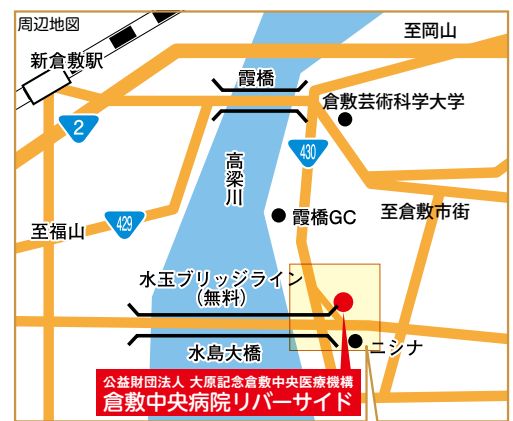 周辺地図
至岡山
新倉敷駅
霞橋
倉敷芸術科学大学
2
430
高梁川
429
至福山
霞橋GC
至倉敷市街
水玉ブリッジライン
(無料)
水島大橋
ニシナ
公益財団法人 大原記念倉敷中央医療機構
倉敷中央病院リバーサイド